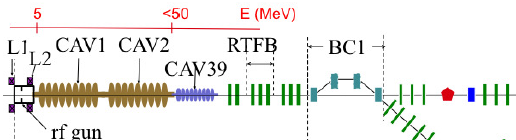 5 <50 E (MeV)
L1 L2 CAV1 CAV2 RTFB BC1
CAV39
rf gun